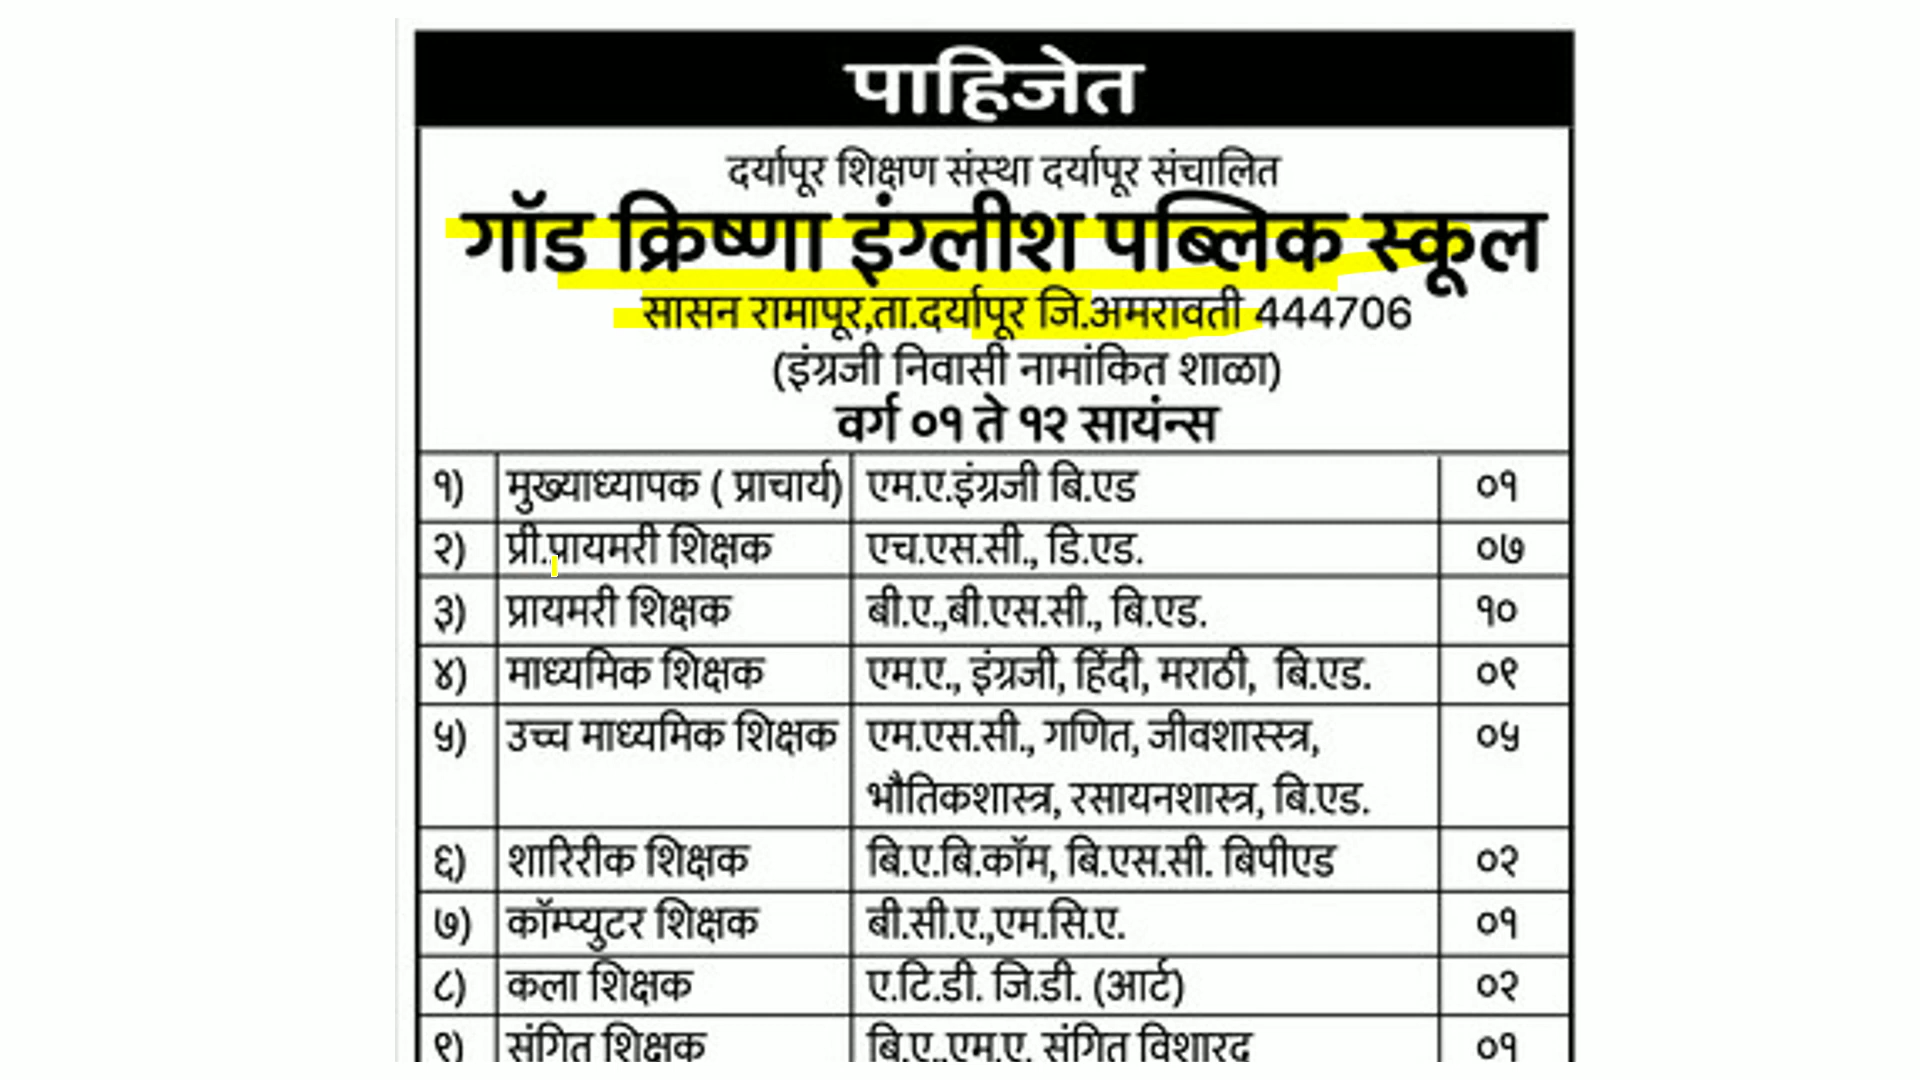 पाहिजेत
दर्यापूर शिक्षण संस्था दर्यापूर संचालित
गॉड क्रिष्णा इंग्लीश पब्लिक स्कूल
सासन रामापूर,ता.दर्यापूर जि.अमरावती 444706
(इंग्रजी निवासी नामांकित शाळा)
वर्ग ०१ ते १२ सायंन्स
१) मुख्याध्यापक ( प्राचार्य) एम.ए.इंग्रजी बि.एड ०१
२) प्री.प्रायमरी शिक्षक एच.एस.सी., डि.एड. ०७
३) प्रायमरी शिक्षक बी.ए.,बी.एस.सी., बि.एड. १०
४) माध्यमिक शिक्षक एम.ए., इंग्रजी, हिंदी, मराठी, बि.एड. ०९
५) उच्च माध्यमिक शिक्षक एम.एस.सी., गणित, जीवशास्स्त्र, ०५
भौतिकशास्त्र, रसायनशास्त्र, बि.एड.
६) शारिरीक शिक्षक बि.ए.बि.कॉम, बि.एस.सी. बिपीएड ०२
७) कॉम्प्युटर शिक्षक बी.सी.ए.,एम.सि.ए. ०१
८) कला शिक्षक ए.टि.डी. जि.डी. (आर्ट) ०२
९) संगित शिक्षक बि.ए.,एम.ए. संगित विशारद ०१